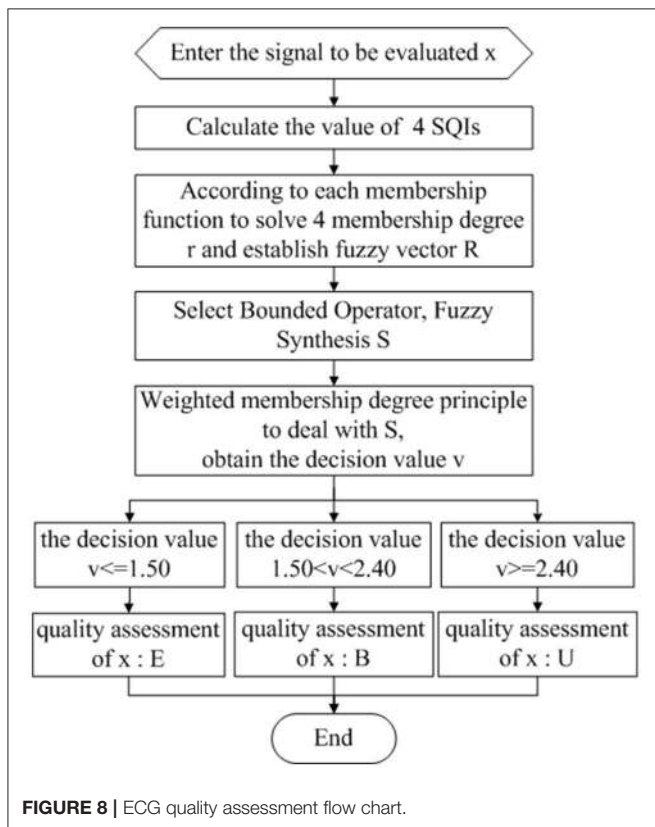 Enter the signal to be evaluated x
Calculate the value of 4 SQIs
According to each membership
function to solve 4 membership degree
r and establish fuzzy vector R
Select Bounded Operator, Fuzzy
Synthesis S
Weighted membership degree principle
to deal with S,
obtain the decision value v
the decision value
v<=1.50
the decision value
1.50<v<2.40
the decision value
v>=2.40
quality assessment
of x : E
quality assessment
of x : B
quality assessment
of x : U
End
FIGURE 8 | ECG quality assessment flow chart.